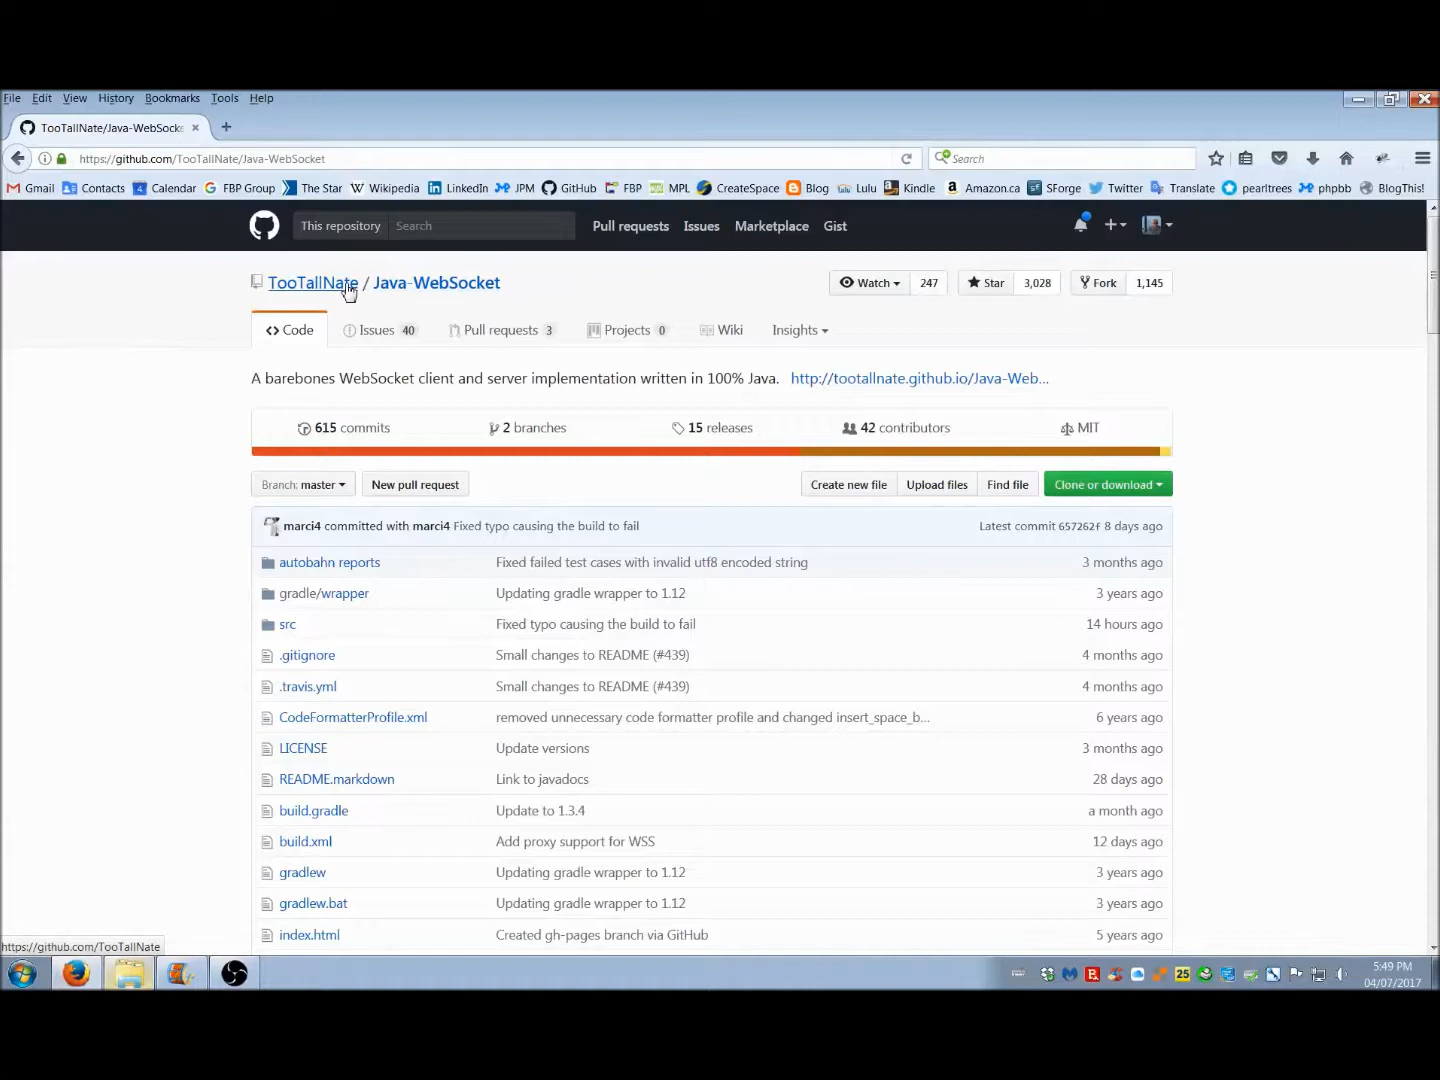 File Edit View History Bookmarks Tools Help
TooTallNate/Java-WebSock
https://github.com/TooTallNate/Java-WebSocket Search
Gmail Contacts Calendar FBP Group The Star Wikipedia LinkedIn JPM GitHub FBP MPL CreateSpace Blog Lulu Kindle Amazon.ca SForge Twitter Translate pearltrees phpbb BlogThis!
This repository Search Pull requests Issues Marketplace Gist
TooTallNate / Java-WebSocket Watch 247 Star 3,028 Fork 1,145
Code Issues 40 Pull requests 3 Projects 0 Wiki Insights
A barebones WebSocket client and server implementation written in 100% Java. http://tootallnate.github.io/Java-Web...
615 commits 2 branches 15 releases 42 contributors MIT
Branch: master New pull request Create new file Upload files Find file Clone or download
marci4 committed with marci4 Fixed typo causing the build to fail Latest commit 657262f 8 days ago
autobahn reports Fixed failed test cases with invalid utf8 encoded string 3 months ago
gradle/wrapper Updating gradle wrapper to 1.12 3 years ago
src Fixed typo causing the build to fail 14 hours ago
.gitignore Small changes to README (#439) 4 months ago
.travis.yml Small changes to README (#439) 4 months ago
CodeFormatterProfile.xml removed unnecessary code formatter profile and changed insert_space_b... 6 years ago
LICENSE Update versions 3 months ago
README.markdown Link to javadocs 28 days ago
build.gradle Update to 1.3.4 a month ago
build.xml Add proxy support for WSS 12 days ago
gradlew Updating gradle wrapper to 1.12 3 years ago
gradlew.bat Updating gradle wrapper to 1.12 3 years ago
index.html Created gh-pages branch via GitHub 5 years ago
https://github.com/TooTallNate
25 5:49 PM
04/07/2017